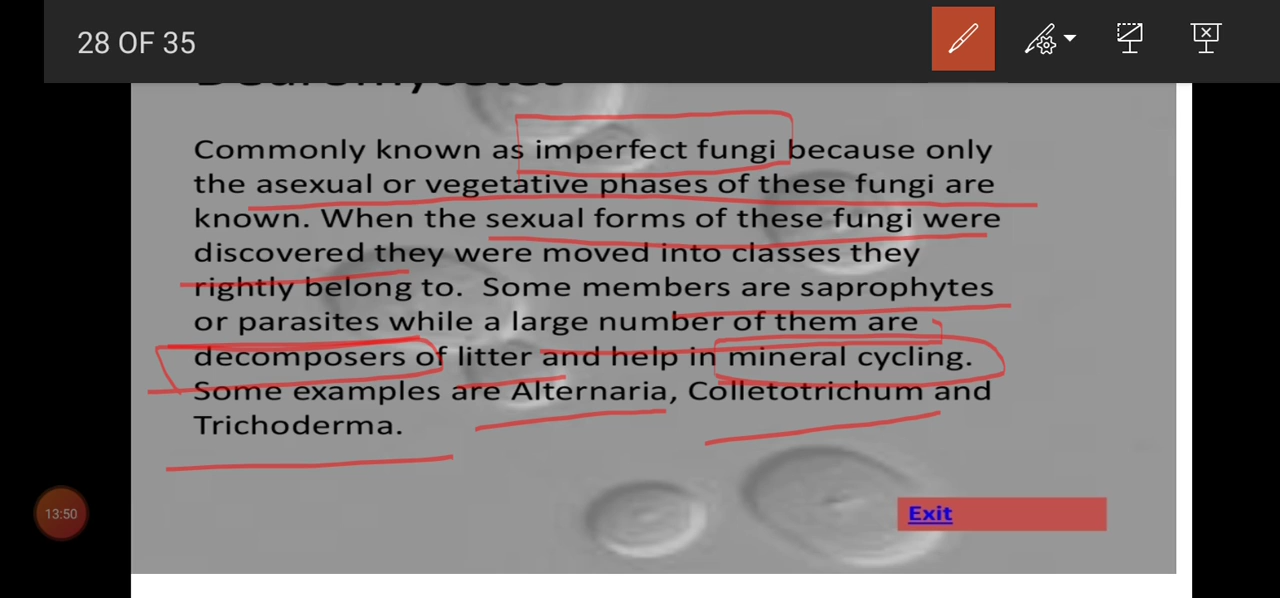 28 OF 35
Deuromycetes
Commonly known as imperfect fungi because only
the asexual or vegetative phases of these fungi are
known. When the sexual forms of these fungi were
discovered they were moved into classes they
rightly belong to. Some members are saprophytes
or parasites while a large number of them are
decomposers of litter and help in mineral cycling.
Some examples are Alternaria, Colletotrichum and
Trichoderma.
13:50
Exit